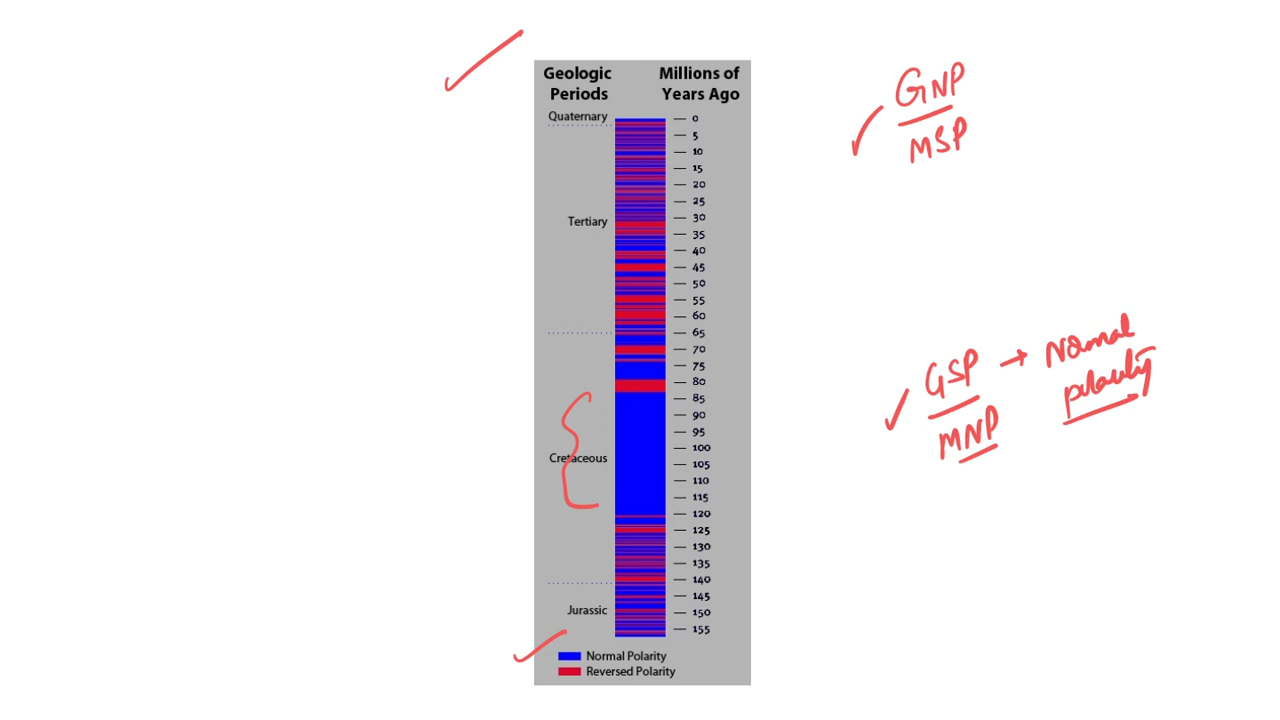 Geologic Periods
Millions of Years Ago
Quaternary
Tertiary
Cretaceous
Jurassic
0
5
10
15
20
25
30
35
40
45
50
55
60
65
70
75
80
85
90
95
100
105
110
115
120
125
130
135
140
145
150
155
Normal Polarity
Reversed Polarity
GNP
MSP
GSP → Normal
polarity
MNP